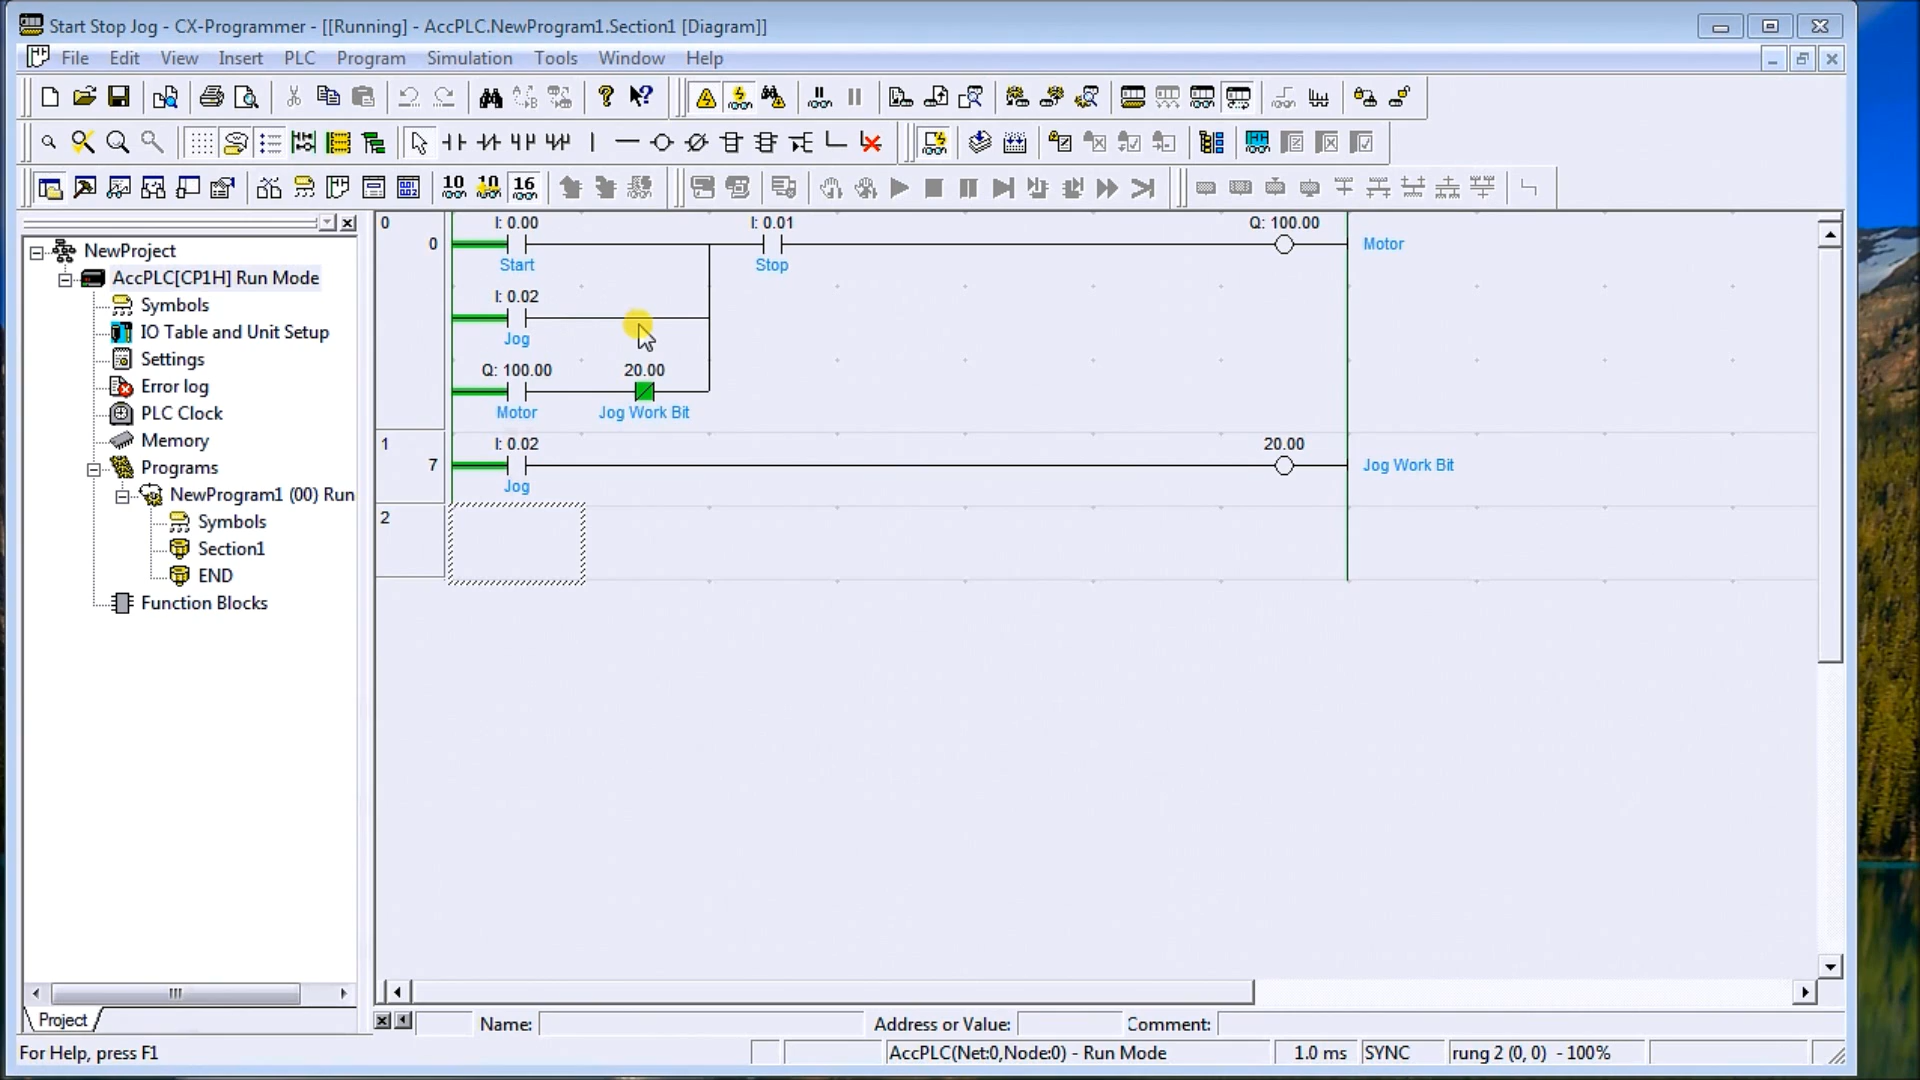 Start Stop Jog - CX-Programmer - [[Running] - AccPLC.NewProgram1.Section1 [Diagram]]
File Edit View Insert PLC Program Simulation Tools Window Help
10 10 16
NewProject
AccPLC[CP1H] Run Mode
Symbols
IO Table and Unit Setup
Settings
Error log
PLC Clock
Memory
Programs
NewProgram1 (00) Run
Symbols
Section1
END
Function Blocks
Project
0
0
I: 0.00 I: 0.01 Q: 100.00
Motor
Start Stop
I: 0.02
Jog
Q: 100.00 20.00
Motor Jog Work Bit
1
7
I: 0.02 20.00
Jog Work Bit
Jog
2
Name: Address or Value: Comment:
For Help, press F1 AccPLC(Net:0,Node:0) - Run Mode 1.0 ms SYNC rung 2 (0, 0) - 100%